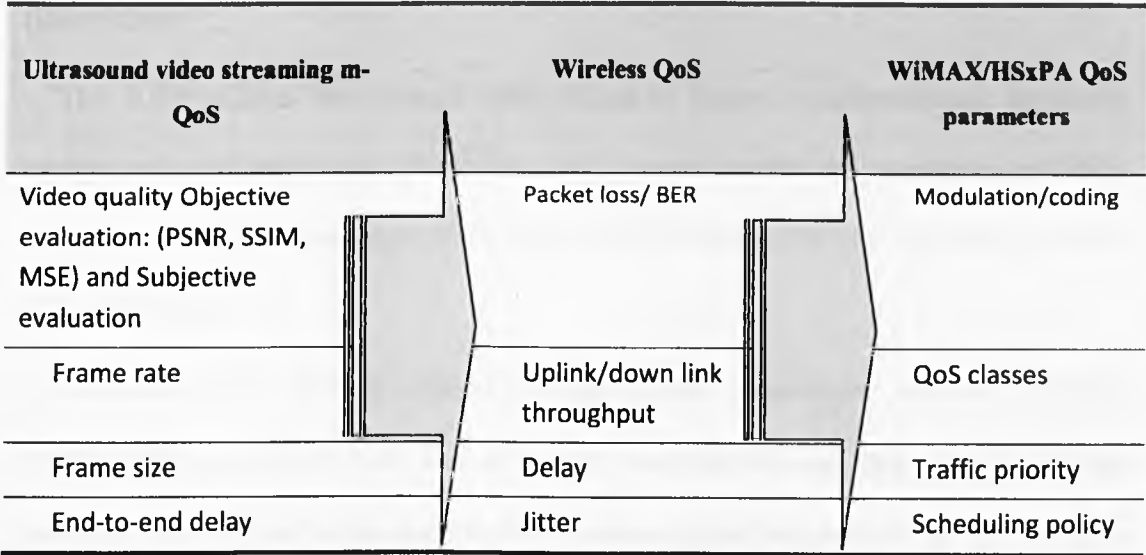 Ultrasound video streaming m-
QoS
Wireless QoS
WiMAX/HSxPA QoS
parameters
Video quality Objective
evaluation: (PSNR, SSIM,
MSE) and Subjective
evaluation
Packet loss/ BER
Modulation/coding
Frame rate
Uplink/down link
throughput
QoS classes
Frame size
Delay
Traffic priority
End-to-end delay
Jitter
Scheduling policy